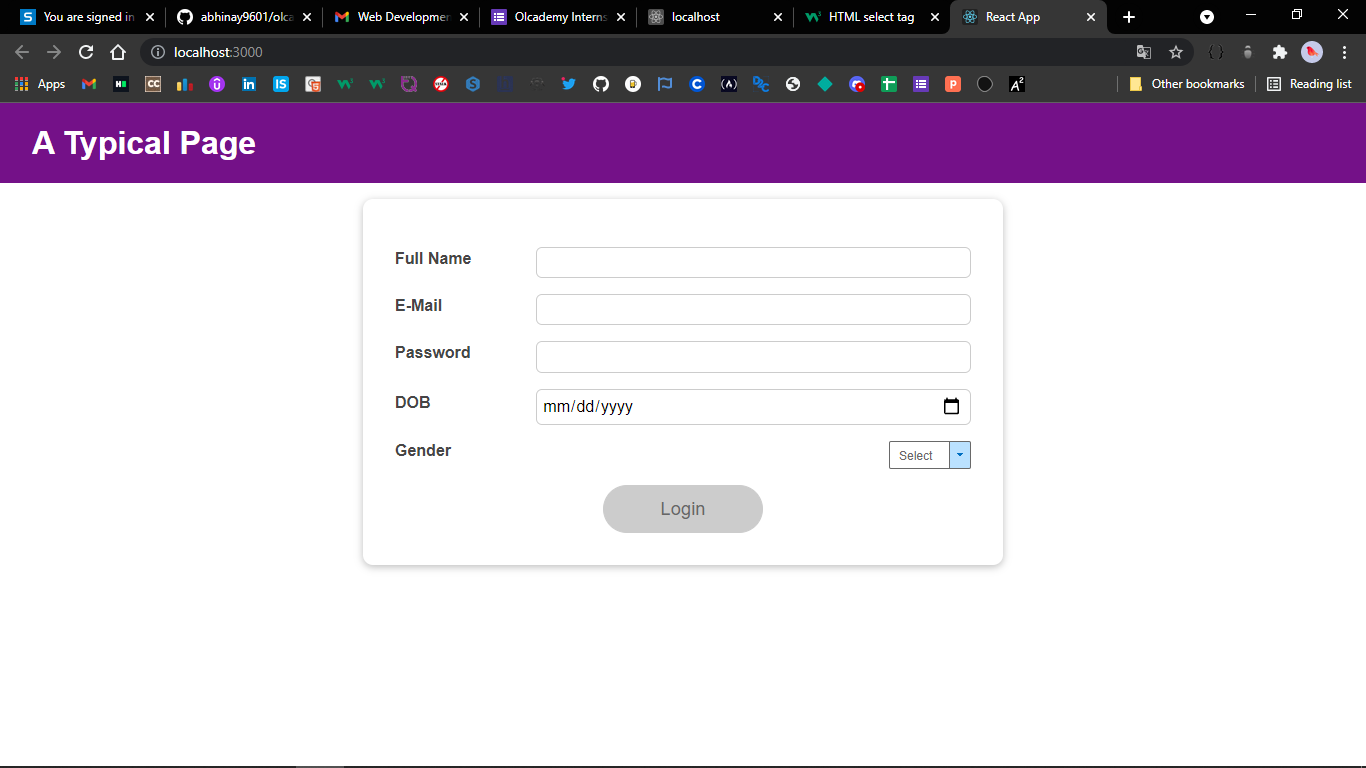 You are signed in
abhinay9601/olca
Web Developmen
Olcademy Interns
localhost
HTML select tag
React App
localhost:3000
Apps
Other bookmarks
Reading list
A Typical Page
Full Name
E-Mail
Password
DOB
mm/dd/yyyy
Gender
Select
Login